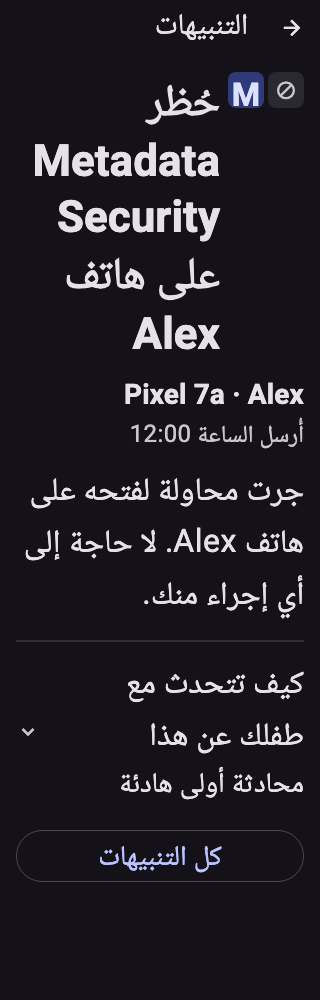 التنبيهات
M
حُظر
Metadata
Security
على هاتف
Alex
Pixel 7a · Alex
أُرسل الساعة 12:00
جرت محاولة لفتحه على
هاتف Alex. لا حاجة إلى
أي إجراء منك.
كيف تتحدث مع
طفلك عن هذا
محادثة أولى هادئة
كل التنبيهات